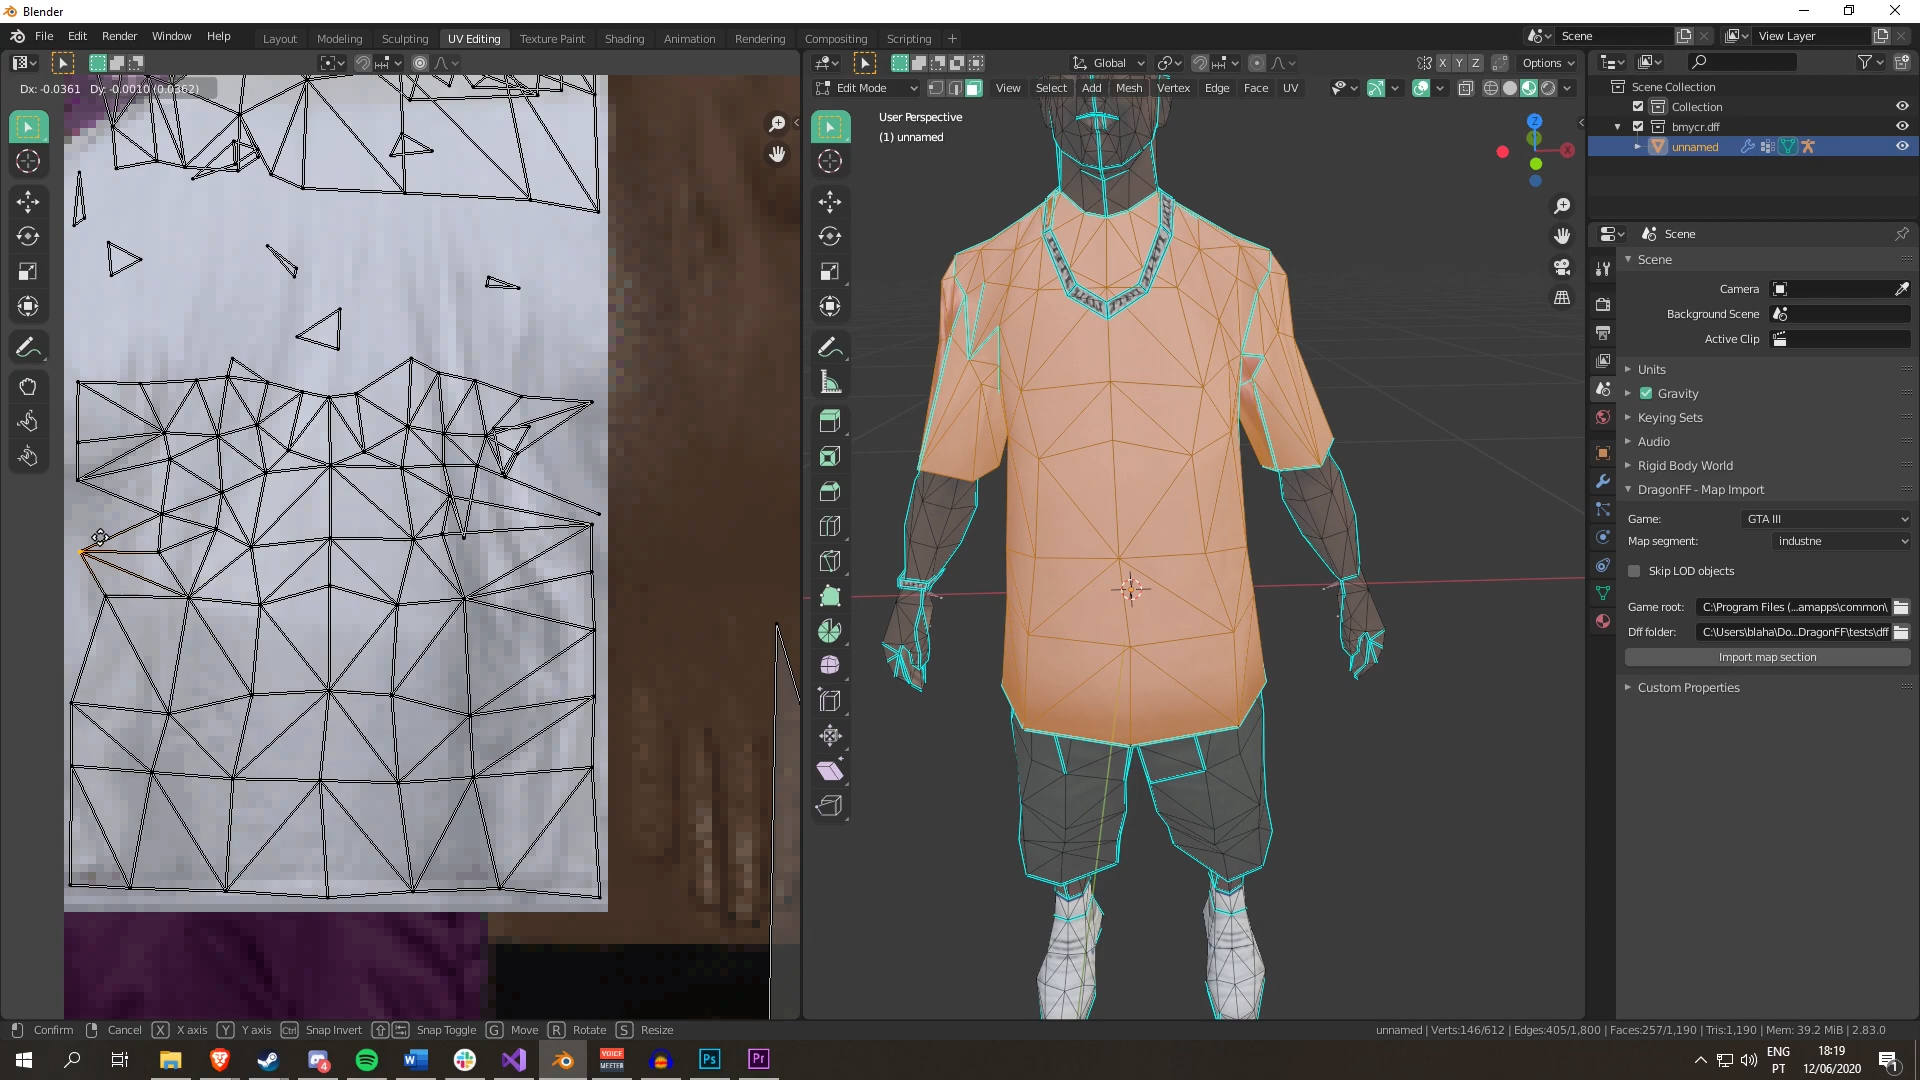 Blender
File Edit Render Window Help
Layout Modeling Sculpting UV Editing Texture Paint Shading Animation Rendering Compositing Scripting
Scene
View Layer
Global
X Y Z
Options
Dx: -0.0361 Dy: -0.0010 (0.0362)
Edit Mode
View Select Add Mesh Vertex Edge Face UV
User Perspective
(1) unnamed
Z
X
Scene Collection
Collection
bmycr.dff
unnamed
Scene
Scene
Camera
Background Scene
Active Clip
Units
Gravity
Keying Sets
Audio
Rigid Body World
DragonFF - Map Import
Game: GTA III
Map segment: industne
Skip LOD objects
Game root: C:\Program Files (...amapps\common\
Dff folder: C:\Users\blaha\Do...DragonFF\tests\dff
Import map section
Custom Properties
Confirm Cancel X X axis Y Y axis Ctrl Snap Invert Snap Toggle G Move R Rotate S Resize
unnamed | Verts:146/612 | Edges:405/1,800 | Faces:257/1,190 | Tris:1,190 | Mem: 39.2 MiB | 2.83.0
4
VOICE
MEETER
Ps
Pr
ENG
PT
18:19
12/06/2020
1